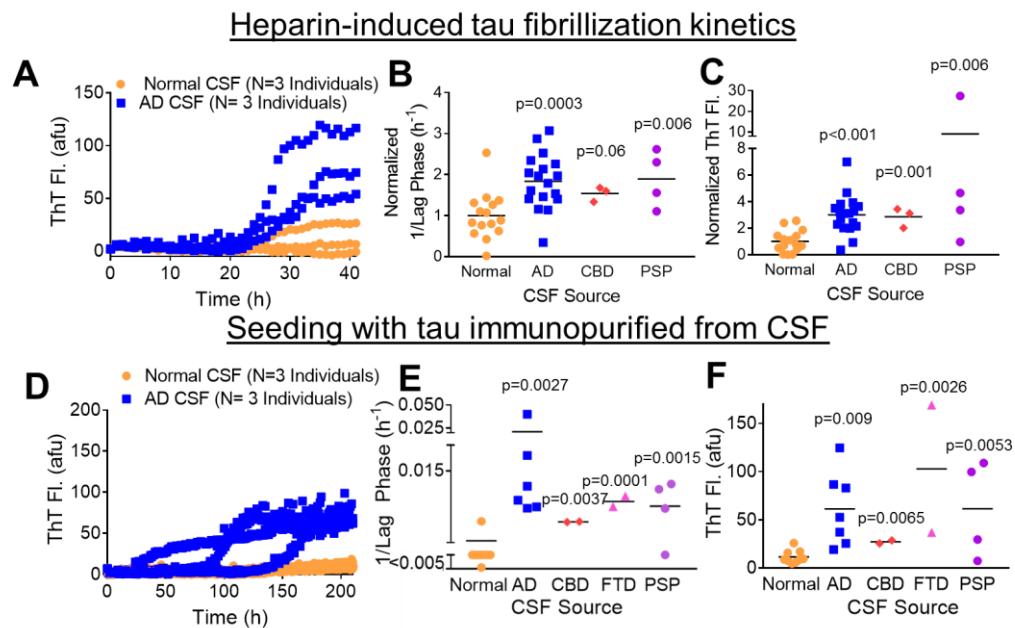 Heparin-induced tau fibrillization kinetics
A
Normal CSF (N=3 Individuals)
AD CSF (N= 3 Individuals)
150
100
50
0
ThT Fl. (afu)
0 10 20 30 40
Time (h)
B
Normalized
1/Lag Phase (h⁻¹)
4
3
2
1
0
p=0.0003
p=0.06
p=0.006
Normal AD CBD PSP
CSF Source
C
Normalized ThT Fl.
30
20
10
8
6
4
2
0
p<.001
p=0.001
p=0.006
Normal AD CBD PSP
CSF Source
Seeding with tau immunopurified from CSF
D
Normal CSF (N=3 Individuals)
AD CSF (N= 3 Individuals)
200
150
100
50
0
ThT Fl. (afu)
0 50 100 150 200
Time (h)
E
1/Lag Phase (h⁻¹)
0.050
0.025
0.015
<0.005
p=0.0027
p=0.0037
p=0.0001
p=0.0015
Normal AD CBD FTD PSP
CSF Source
F
ThT Fl. (afu)
150
100
50
0
p=0.009
p=0.0065
p=0.0026
p=0.0053
Normal AD CBD FTD PSP
CSF Source